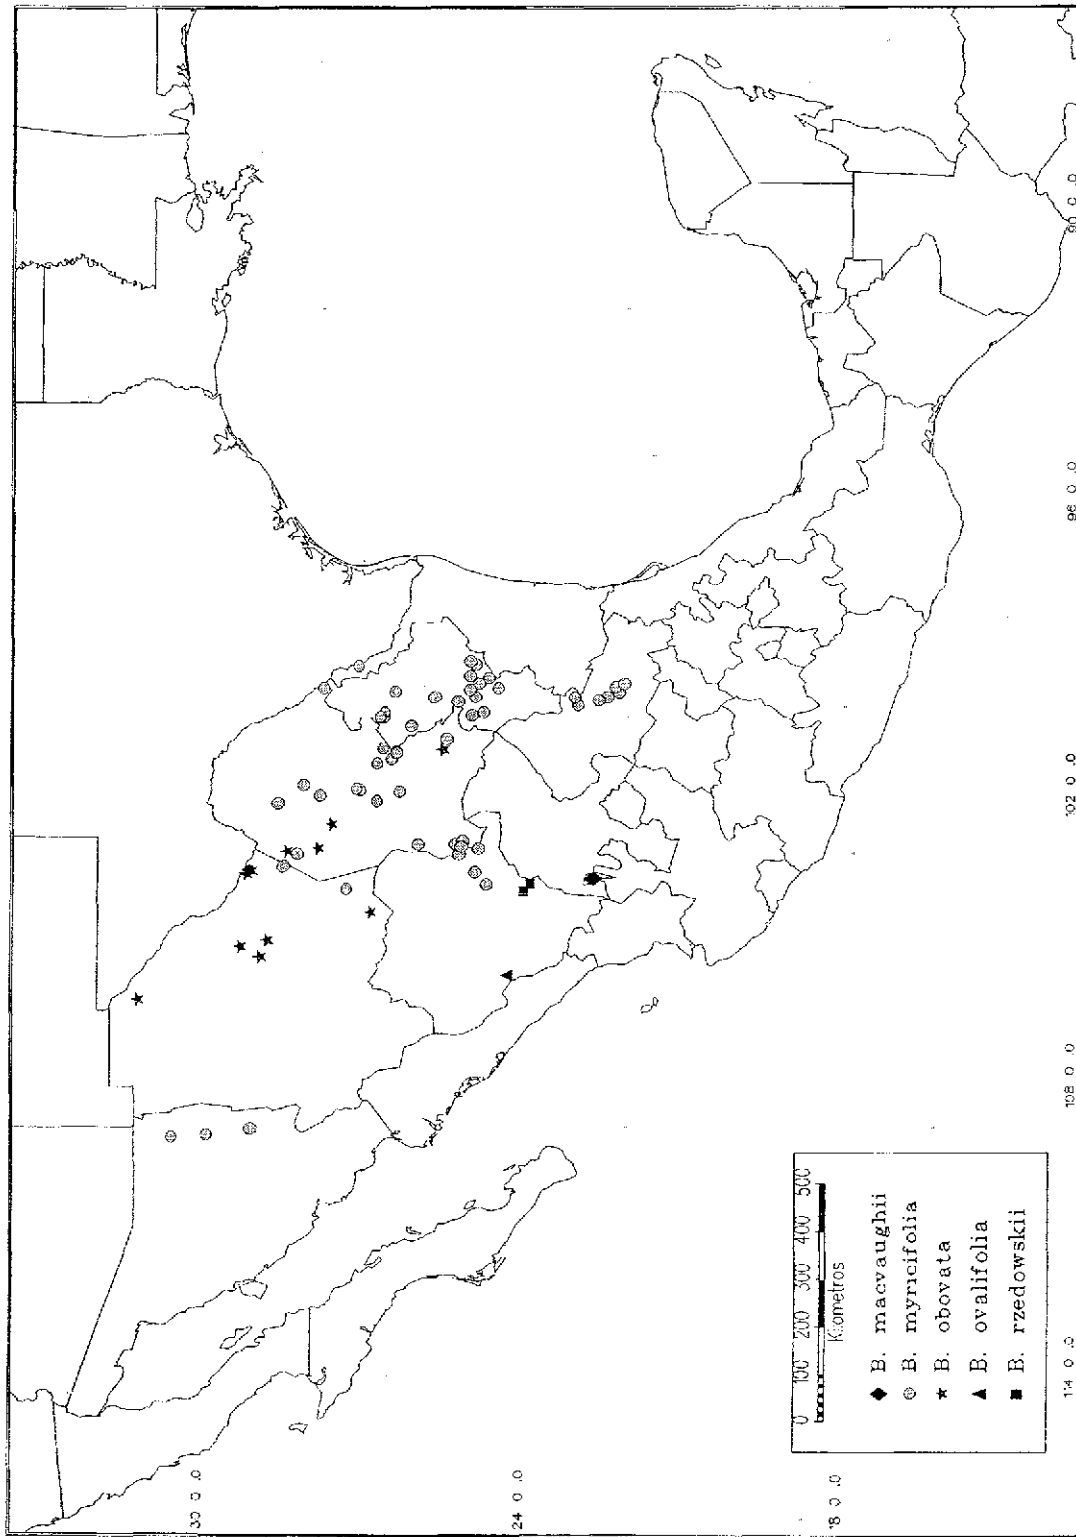 30 0 .0
24 0 .0
18 0 .0
114 0 .0
108 0 .0
102 0 .0
96 0 .0
90 0 .0
0 100 200 300 400 500
Kilometros
B. macvaughii
B. myricifolia
B. obovata
B. ovalifolia
B. rzedowskii